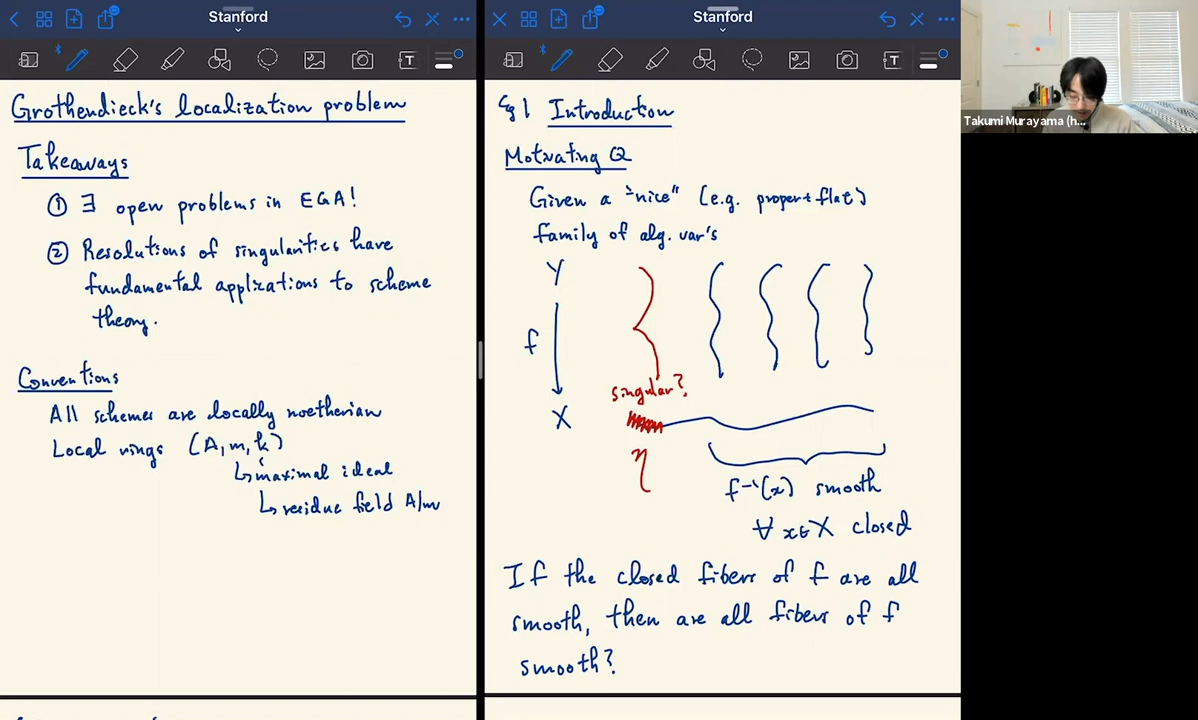 Stanford
Grothendieck's localization problem
Takeaways
① ∃ open problems in EGA!
② Resolutions of singularities have
fundamental applications to scheme
theory.
Conventions
All schemes are locally noetherian
Local rings (A, m, k)
↳ maximal ideal
↳ residue field A/m
Stanford
§1 Introduction
Motivating Q
Given a "nice" (e.g. proper + flat)
family of alg. var's
Y
f
singular?
X
η
f⁻¹(x) smooth
∀ x∈X closed
If the closed fibers of f are all
smooth, then are all fibers of f
smooth?
Takumi Murayama (h...